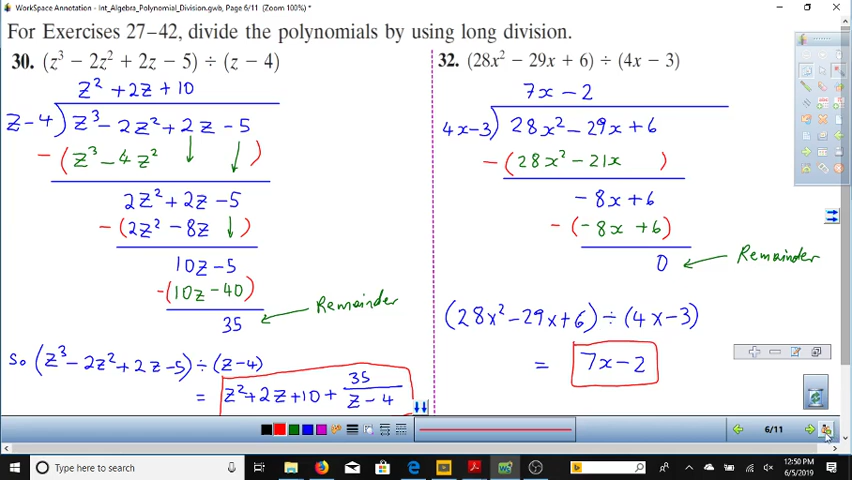 WorkSpace Annotation - Int_Algebra_Polynomial_Division.gwb, Page 6/11 (Zoom 100%) *
For Exercises 27–42, divide the polynomials by using long division.
30. (z³ − 2z² + 2z − 5) ÷ (z − 4)
z² + 2z + 10
z−4 ) z³ − 2z² + 2z − 5
− ( z³ − 4z² )
2z² + 2z − 5
− (2z² − 8z )
10z − 5
−(10z − 40)
35
Remainder
So (z³ − 2z² + 2z − 5) ÷ (z−4)
= z² + 2z + 10 + 35/(z − 4)
32. (28x² − 29x + 6) ÷ (4x − 3)
7x − 2
4x−3 ) 28x² − 29x + 6
− (28x² − 21x )
− 8x + 6
− (−8x + 6)
0
Remainder
(28x² − 29x + 6) ÷ (4x − 3)
= 7x − 2
6/11
Type here to search
12:50 PM
6/5/2019